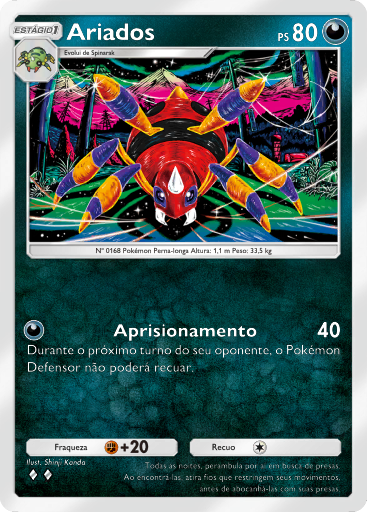 ESTÁGIO 1
Ariados
PS 80
Evolui de Spinarak
Nº 0168 Pokémon Perna-longa Altura: 1,1 m Peso: 33,5 kg
Aprisionamento 40
Durante o próximo turno do seu oponente, o Pokémon
Defensor não poderá recuar.
Fraqueza +20 Recuo
Ilust. Shinji Kanda
Todas as noites, perambula por aí em busca de presas.
Ao encontrá-las, atira fios que restringem seus movimentos,
antes de abocanhá-las com suas presas.